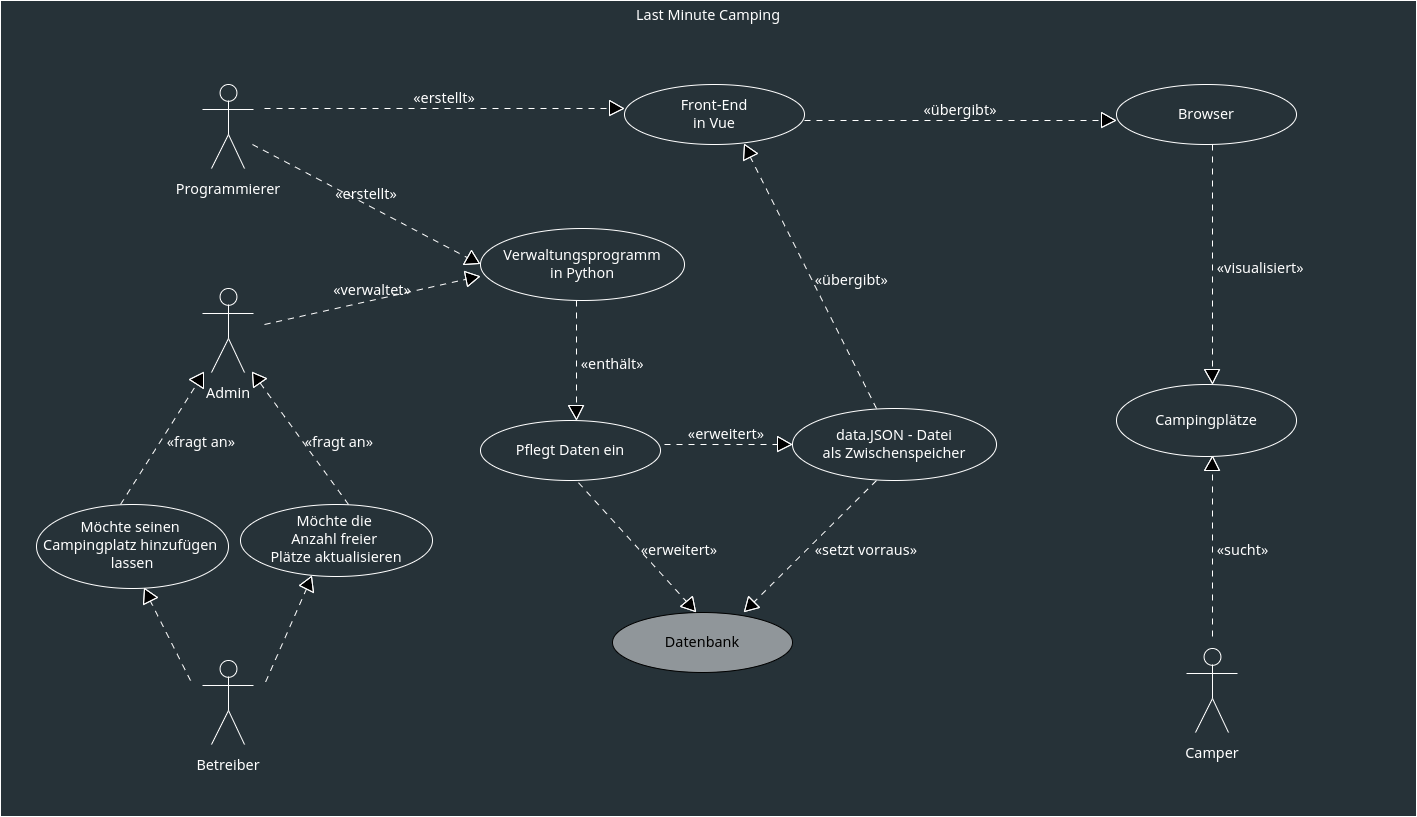 Last Minute Camping
«erstellt»
Front-End
in Vue
«übergibt»
Browser
Programmierer
«erstellt»
Verwaltungsprogramm
in Python
«verwaltet»
«übergibt»
«visualisiert»
Admin
«enthält»
«fragt an»
«fragt an»
Pflegt Daten ein
«erweitert»
data.JSON - Datei
als Zwischenspeicher
Campingplätze
Möchte seinen
Campingplatz hinzufügen
lassen
Möchte die
Anzahl freier
Plätze aktualisieren
«erweitert»
«setzt vorraus»
«sucht»
Datenbank
Betreiber
Camper